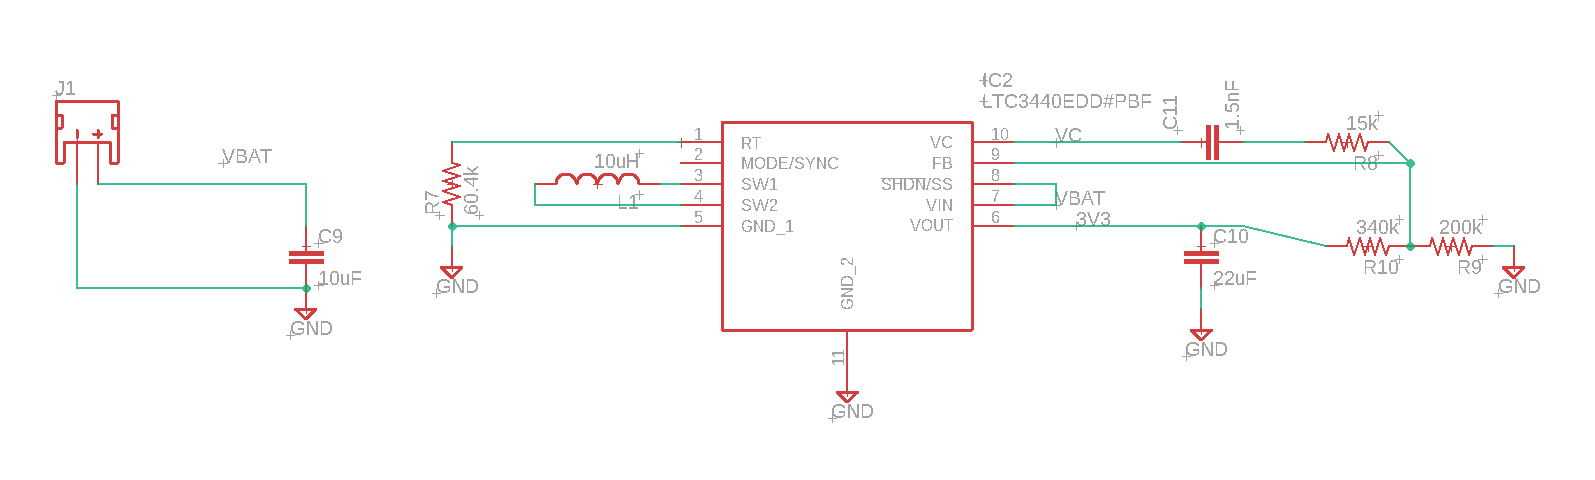 J1
VBAT
C9
10uF
GND
R7
60.4k
GND
10uH
L1
IC2
LTC3440EDD#PBF
1
2
3
4
5
RT
MODE/SYNC
SW1
SW2
GND_1
GND_2
11
GND
VC
FB
SHDN/SS
VIN
VOUT
10
9
8
7
6
VC
VBAT
3V3
C11
1.5nF
15k
R8
C10
22uF
GND
340k
R10
200k
R9
GND